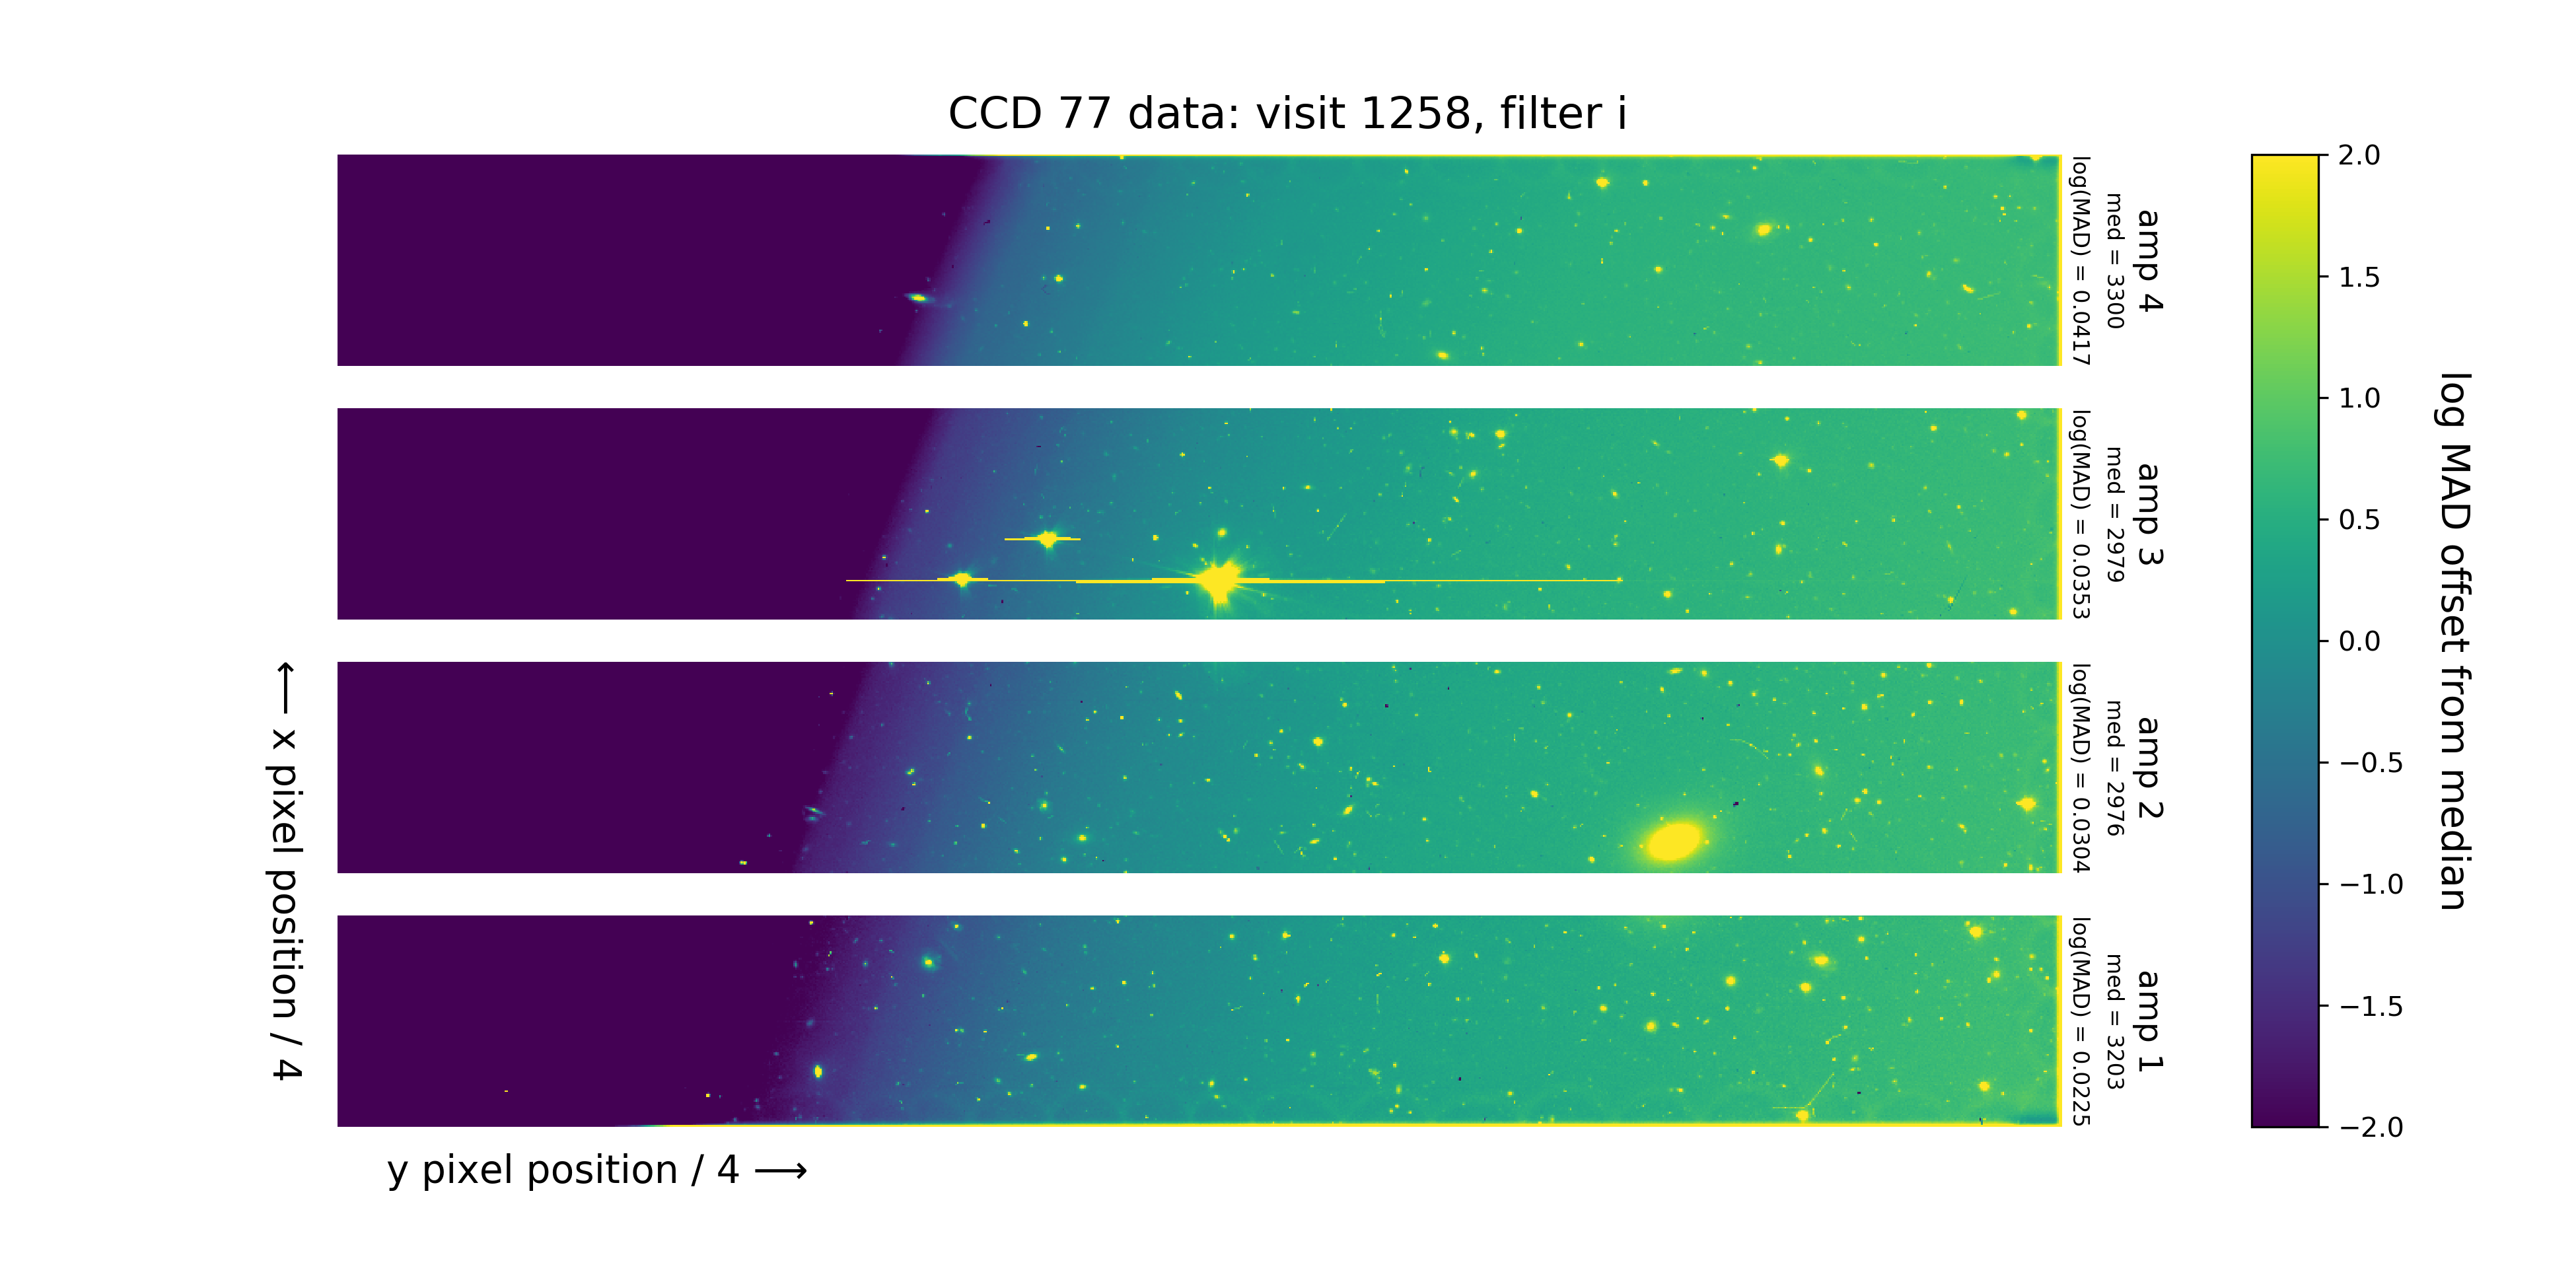 CCD 77 data: visit 1258, filter i
amp 4
med = 3300
log(MAD) = 0.0417
amp 3
med = 2979
log(MAD) = 0.0353
amp 2
med = 2976
log(MAD) = 0.0304
amp 1
med = 3203
log(MAD) = 0.0225
⟵ x pixel position / 4
y pixel position / 4 ⟶
2.0
1.5
1.0
0.5
0.0
−0.5
−1.0
−1.5
−2.0
log MAD offset from median